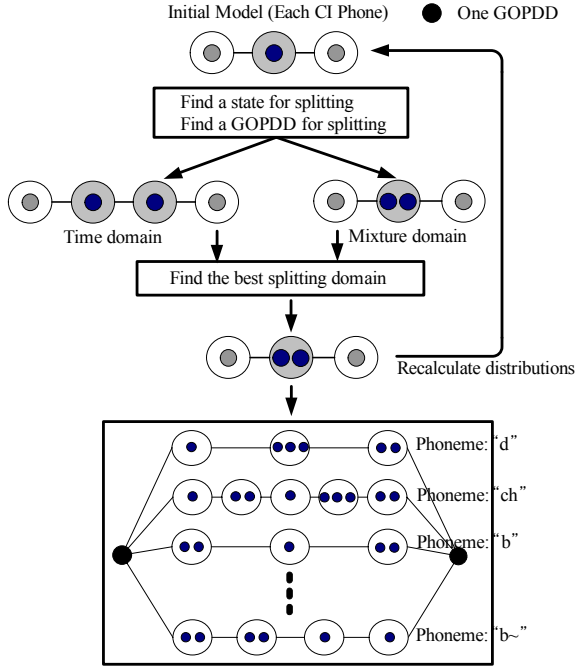 Initial Model (Each CI Phone)
One GOPDD
Find a state for splitting
Find a GOPDD for splitting
Time domain
Mixture domain
Find the best splitting domain
Recalculate distributions
Phoneme: “d”
Phoneme: “ch”
Phoneme: “b”
Phoneme: “b~”